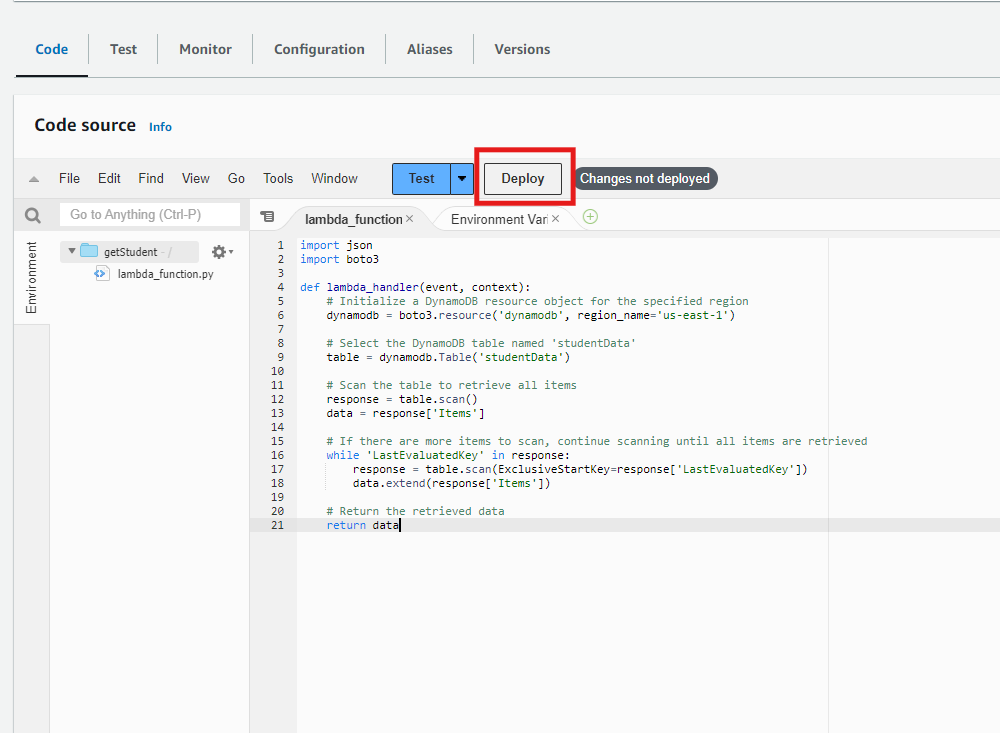 Code Test Monitor Configuration Aliases Versions
Code source Info
File Edit Find View Go Tools Window Test Deploy Changes not deployed
Go to Anything (Ctrl-P) lambda_function × Environment Vari ×
Environment
getStudent - /
lambda_function.py
1 import json
2 import boto3
3
4 def lambda_handler(event, context):
5 # Initialize a DynamoDB resource object for the specified region
6 dynamodb = boto3.resource('dynamodb', region_name='us-east-1')
7
8 # Select the DynamoDB table named 'studentData'
9 table = dynamodb.Table('studentData')
10
11 # Scan the table to retrieve all items
12 response = table.scan()
13 data = response['Items']
14
15 # If there are more items to scan, continue scanning until all items are retrieved
16 while 'LastEvaluatedKey' in response:
17 response = table.scan(ExclusiveStartKey=response['LastEvaluatedKey'])
18 data.extend(response['Items'])
19
20 # Return the retrieved data
21 return data